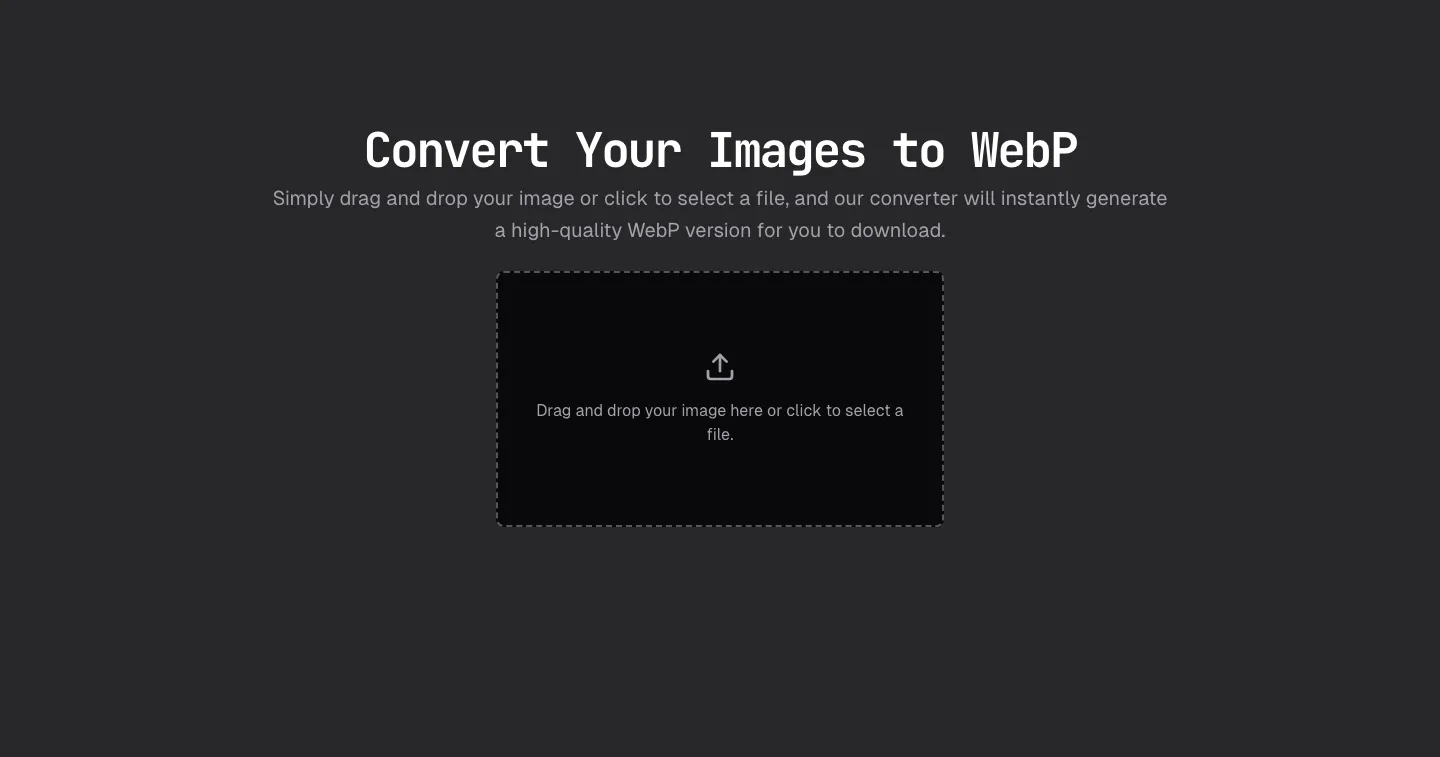 Convert Your Images to WebP
Simply drag and drop your image or click to select a file, and our converter will instantly generate
a high-quality WebP version for you to download.
Drag and drop your image here or click to select a
file.